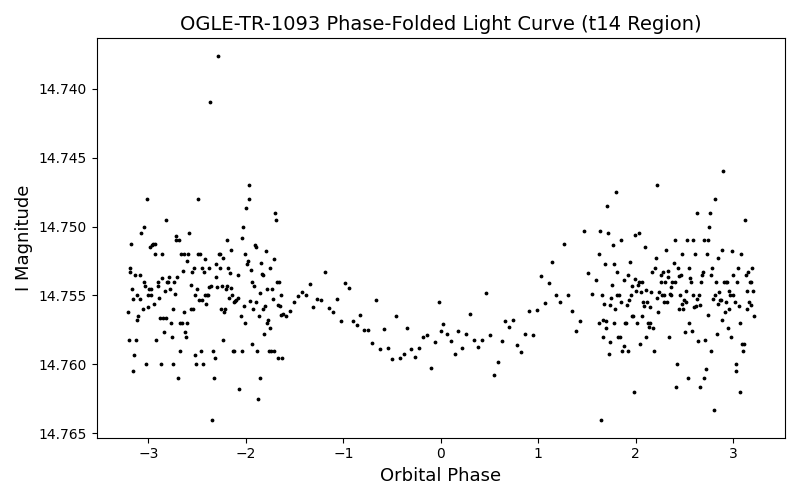 OGLE-TR-1093 Phase-Folded Light Curve (t14 Region)
I Magnitude
14.740
14.745
14.750
14.755
14.760
14.765
−3 −2 −1 0 1 2 3
Orbital Phase